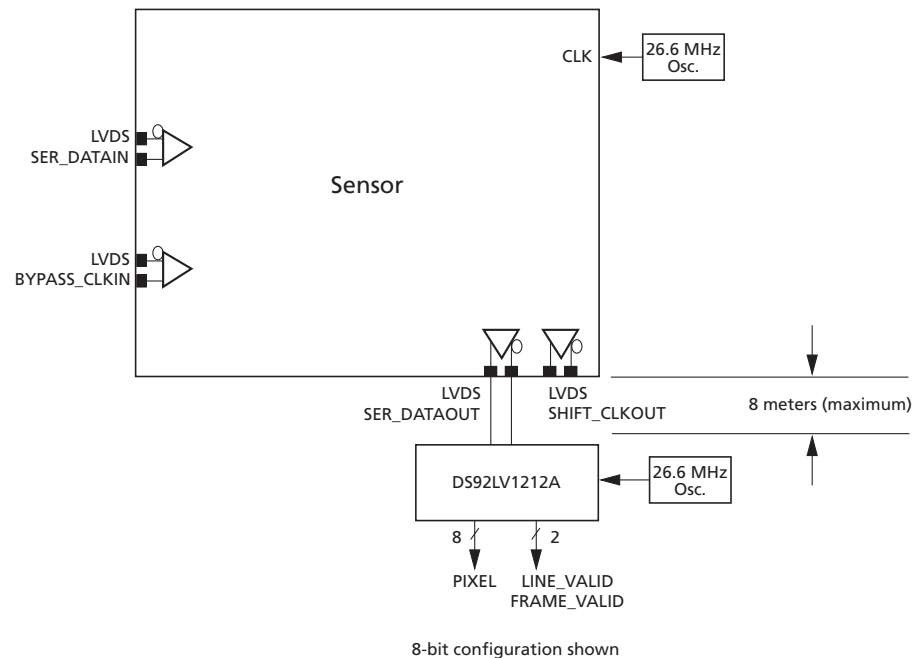 CLK
26.6 MHz
Osc.
LVDS
SER_DATAIN
Sensor
LVDS
BYPASS_CLKIN
LVDS
SER_DATAOUT
LVDS
SHIFT_CLKOUT
8 meters (maximum)
DS92LV1212A
26.6 MHz
Osc.
8
2
PIXEL
LINE_VALID
FRAME_VALID
8-bit configuration shown